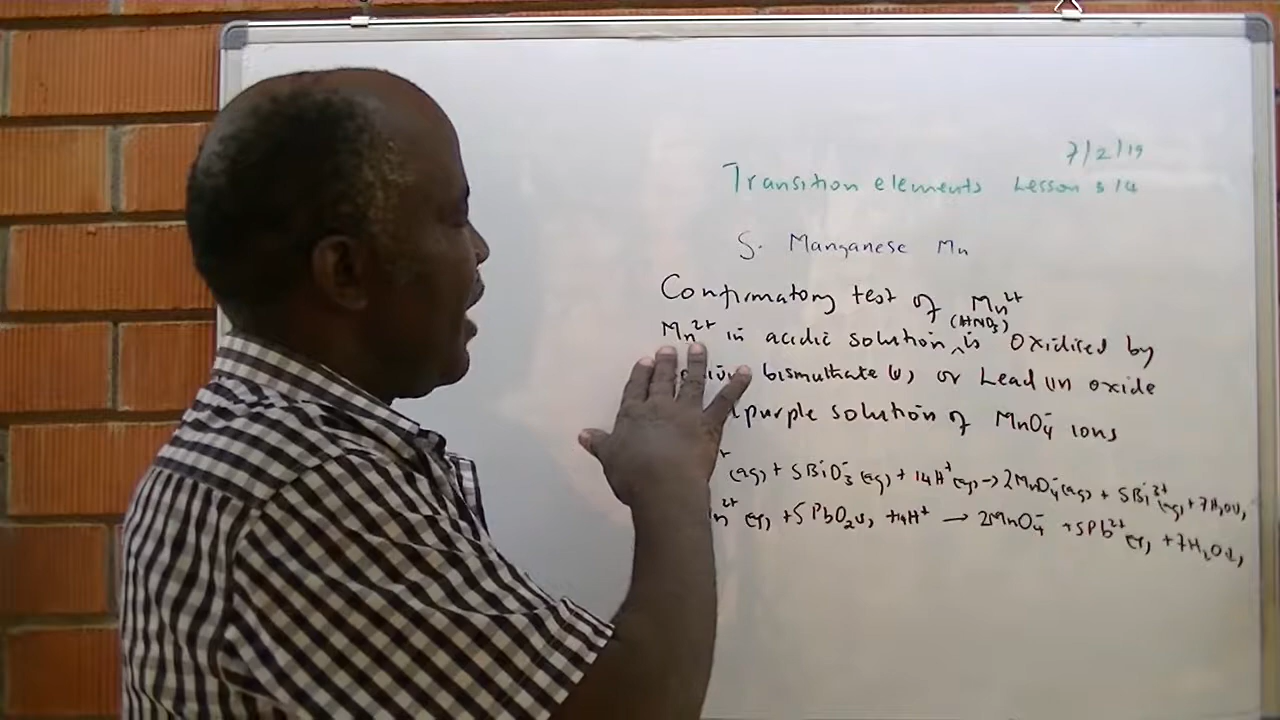 7/2/19
Transition elements Lesson 3/4
5. Manganese Mn
Confirmatory test of Mn²⁺
(HNO₃)
Mn²⁺ in acidic solution ^ is oxidised by
bismuthate (s) or Lead (IV) oxide
purple solution of MnO₄⁻ ions
(aq) + 5BiO₃⁻ (aq) + 14H⁺ (aq) → 2MnO₄⁻ (aq) + 5Bi³⁺ (aq) + 7H₂O(l)
(aq) + 5PbO₂(s) + 4H⁺ → 2MnO₄⁻ + 5Pb²⁺ (aq) + 7H₂O(l)